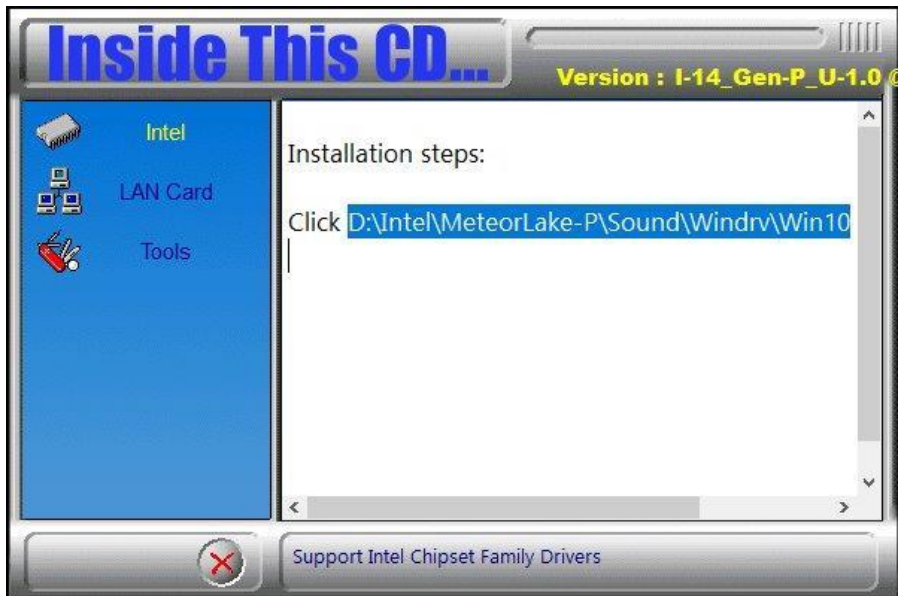 Inside This CD...
Version : I-14_Gen-P_U-1.0
Intel
LAN Card
Tools
Installation steps:
Click D:\Intel\MeteorLake-P\Sound\Windrv\Win10
Support Intel Chipset Family Drivers